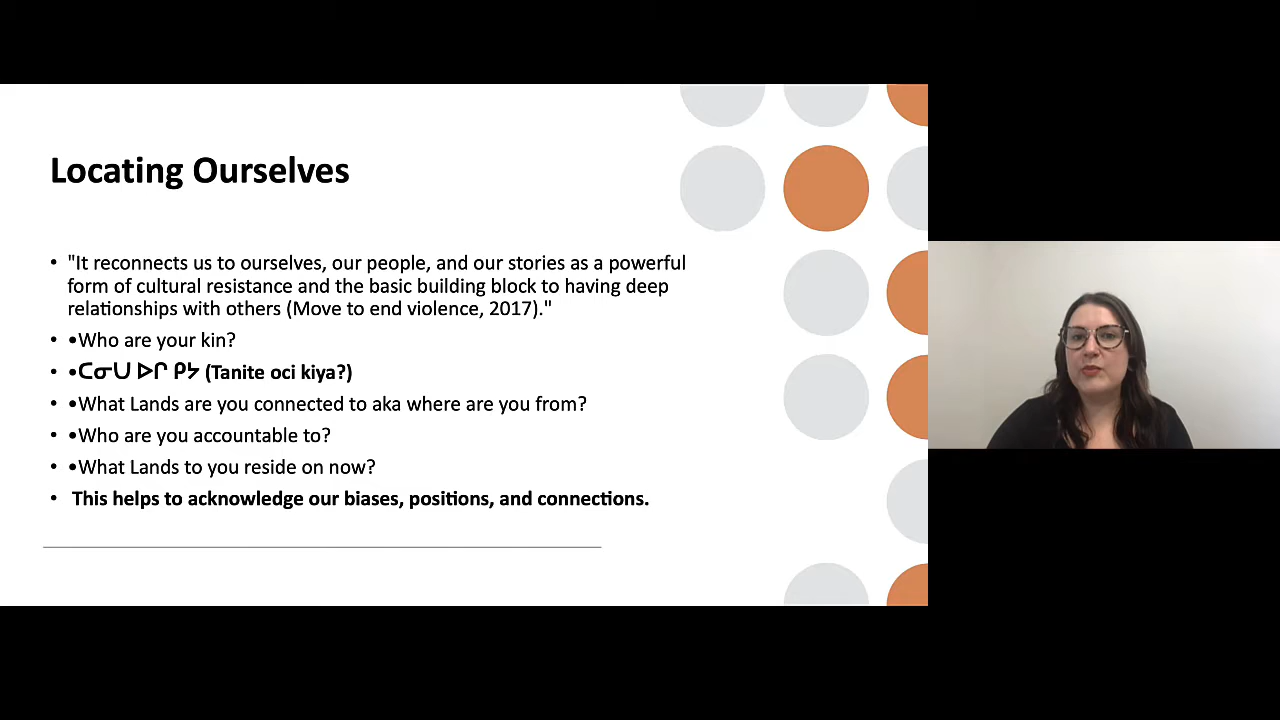 Locating Ourselves
• "It reconnects us to ourselves, our people, and our stories as a powerful
form of cultural resistance and the basic building block to having deep
relationships with others (Move to end violence, 2017)."
• •Who are your kin?
• •ᑕᓂᑌ ᐅᒋ ᑭᔭ (Tanite oci kiya?)
• •What Lands are you connected to aka where are you from?
• •Who are you accountable to?
• •What Lands to you reside on now?
• This helps to acknowledge our biases, positions, and connections.